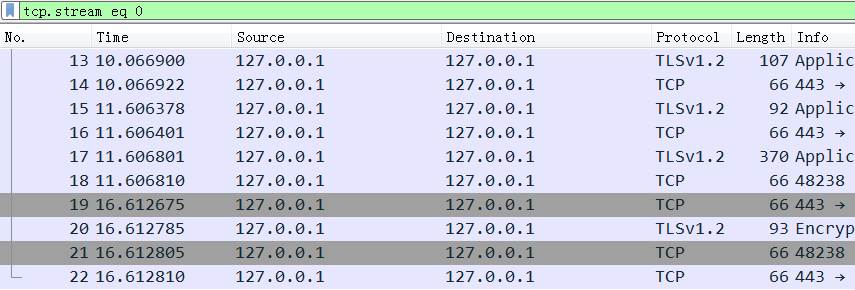 tcp.stream eq 0
No. Time Source Destination Protocol Length Info
13 10.066900 127.0.0.1 127.0.0.1 TLSv1.2 107 Applic
14 10.066922 127.0.0.1 127.0.0.1 TCP 66 443 →
15 11.606378 127.0.0.1 127.0.0.1 TLSv1.2 92 Applic
16 11.606401 127.0.0.1 127.0.0.1 TCP 66 443 →
17 11.606801 127.0.0.1 127.0.0.1 TLSv1.2 370 Applic
18 11.606810 127.0.0.1 127.0.0.1 TCP 66 48238
19 16.612675 127.0.0.1 127.0.0.1 TCP 66 443 →
20 16.612785 127.0.0.1 127.0.0.1 TLSv1.2 93 Encryp
21 16.612805 127.0.0.1 127.0.0.1 TCP 66 48238
22 16.612810 127.0.0.1 127.0.0.1 TCP 66 443 →